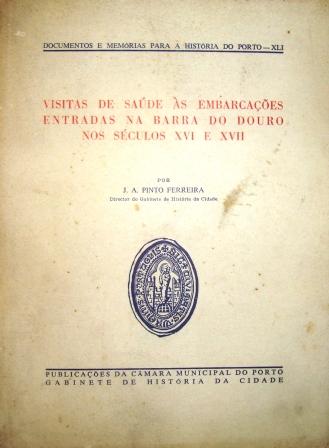 DOCUMENTOS E MEMÓRIAS PARA A HISTÓRIA DO PORTO — XLI
VISITAS DE SAÚDE ÀS EMBARCAÇÕES
ENTRADAS NA BARRA DO DOURO
NOS SÉCULOS XVI E XVII
POR
J. A. PINTO FERREIRA
Director do Gabinete de História da Cidade
PUBLICAÇÕES DA CÂMARA MUNICIPAL DO PORTO
GABINETE DE HISTÓRIA DA CIDADE